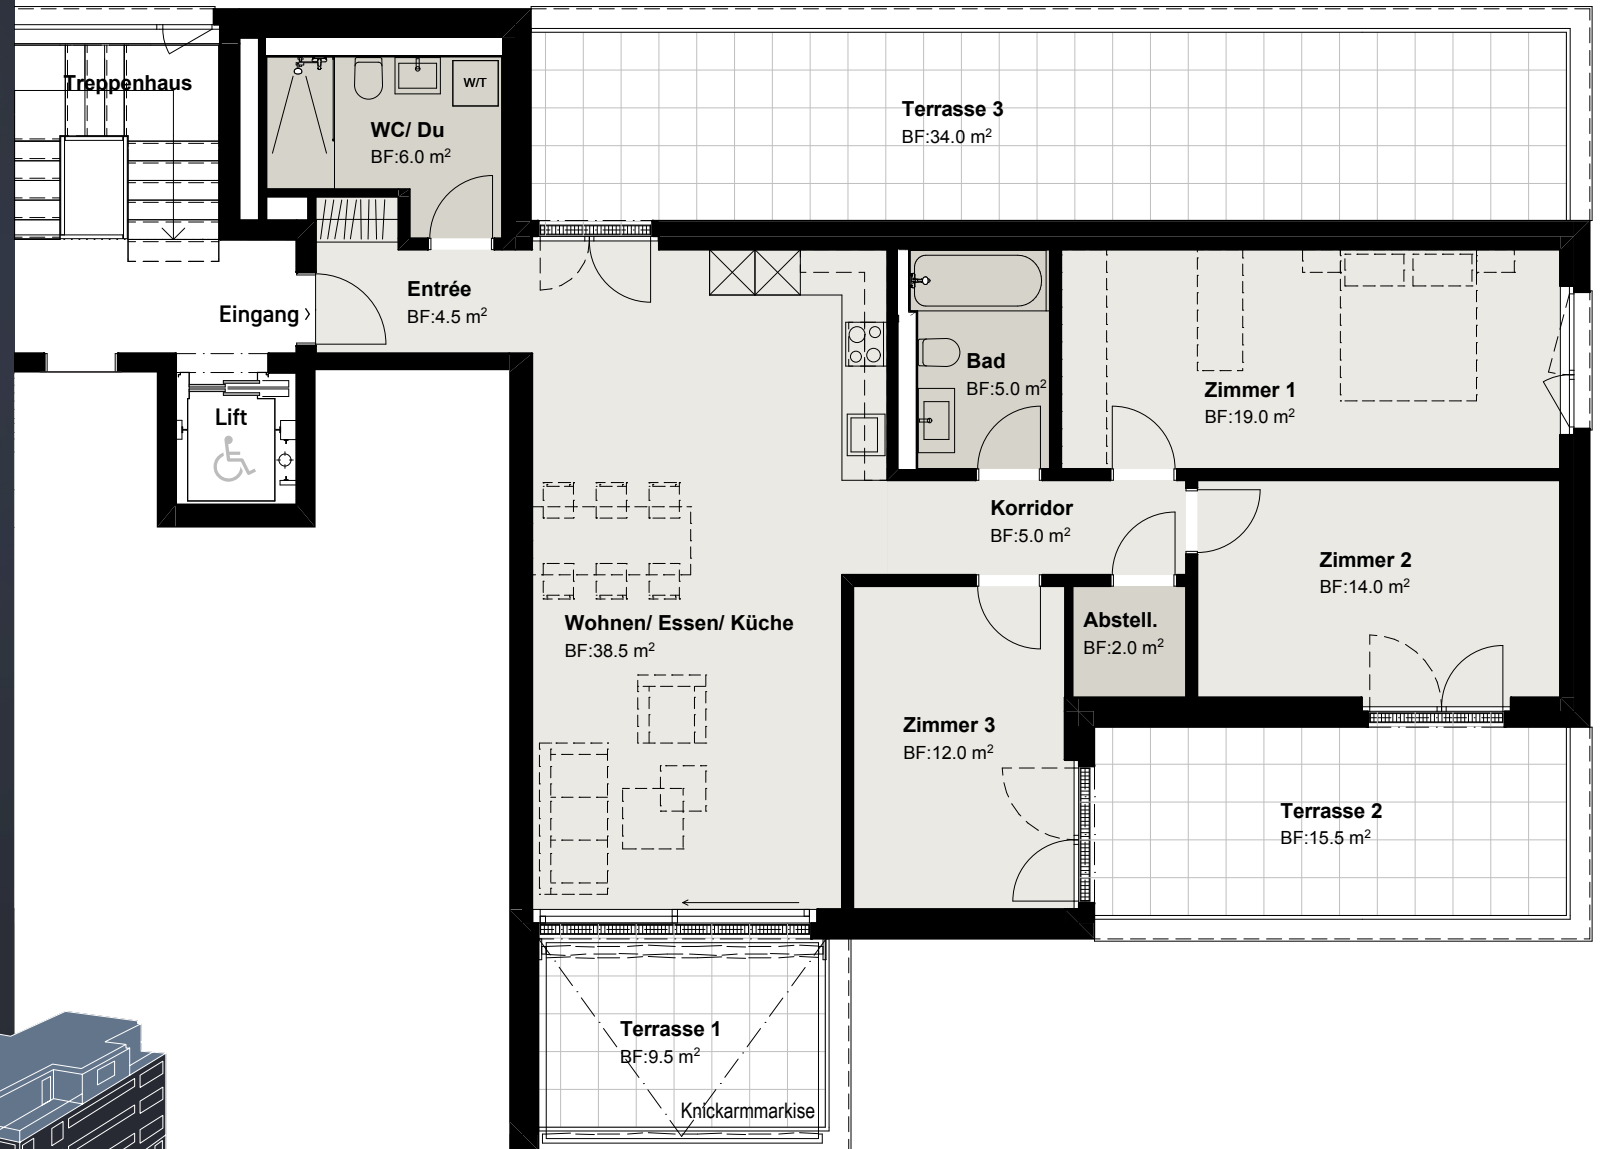 Treppenhaus
W/T
WC/ Du
BF:6.0 m²
Terrasse 3
BF:34.0 m²
Entrée
BF:4.5 m²
Eingang
Bad
BF:5.0 m²
Zimmer 1
BF:19.0 m²
Lift
Korridor
BF:5.0 m²
Zimmer 2
BF:14.0 m²
Wohnen/ Essen/ Küche
BF:38.5 m²
Abstell.
BF:2.0 m²
Zimmer 3
BF:12.0 m²
Terrasse 2
BF:15.5 m²
Terrasse 1
BF:9.5 m²
Knickarmmarkise